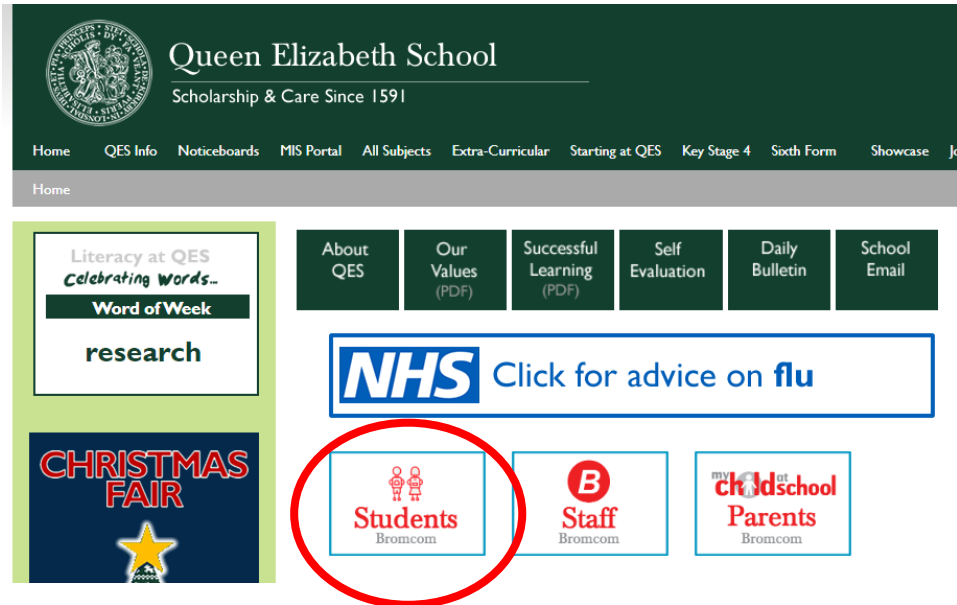 Queen Elizabeth School
Scholarship & Care Since 1591
Home QES Info Noticeboards MIS Portal All Subjects Extra-Curricular Starting at QES Key Stage 4 Sixth Form Showcase
Home
Literacy at QES
Celebrating Words...
Word of Week
research
About
QES
Our
Values
(PDF)
Successful
Learning
(PDF)
Self
Evaluation
Daily
Bulletin
School
Email
NHS Click for advice on flu
CHRISTMAS
FAIR
Students
Bromcom
B
Staff
Bromcom
my child at school
Parents
Bromcom